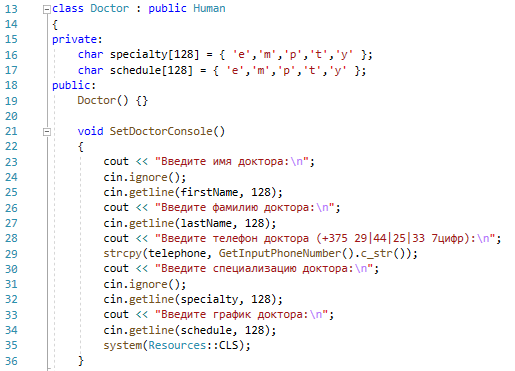 13 class Doctor : public Human
14 {
15 private:
16 char specialty[128] = { 'e','m','p','t','y' };
17 char schedule[128] = { 'e','m','p','t','y' };
18 public:
19 Doctor() {}
20
21 void SetDoctorConsole()
22 {
23 cout << "Введите имя доктора:\n";
24 cin.ignore();
25 cin.getline(firstName, 128);
26 cout << "Введите фамилию доктора:\n";
27 cin.getline(lastName, 128);
28 cout << "Введите телефон доктора (+375 29|44|25|33 7цифр):\n";
29 strcpy(telephone, GetInputPhoneNumber().c_str());
30 cout << "Введите специализацию доктора:\n";
31 cin.ignore();
32 cin.getline(specialty, 128);
33 cout << "Введите график доктора:\n";
34 cin.getline(schedule, 128);
35 system(Resources::CLS);
36 }